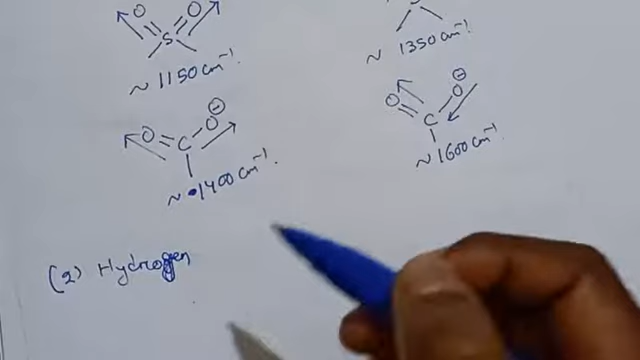 O O
S
~ 1150 cm⁻¹.
~ 1350 cm⁻¹.
O C O ⊖
~ 1400 cm⁻¹.
O C O ⊖
~ 1600 cm⁻¹.
(2) Hydrogen